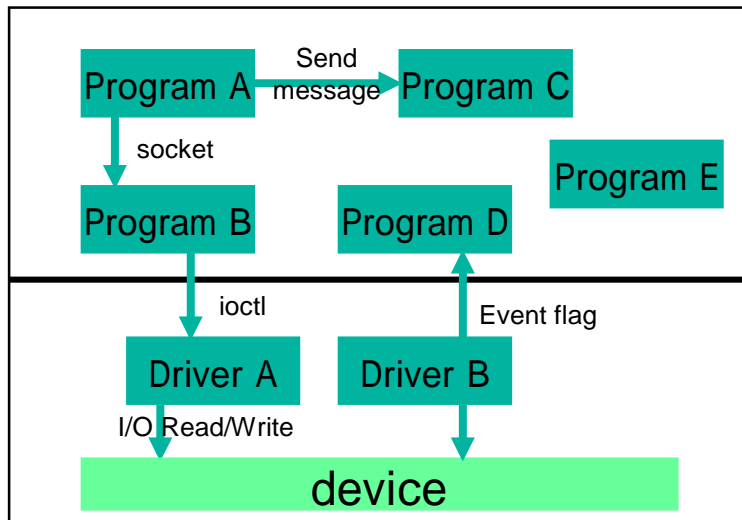 Program A
Send
message
Program C
socket
Program E
Program B
Program D
ioctl
Event flag
Driver A
Driver B
I/O Read/Write
device